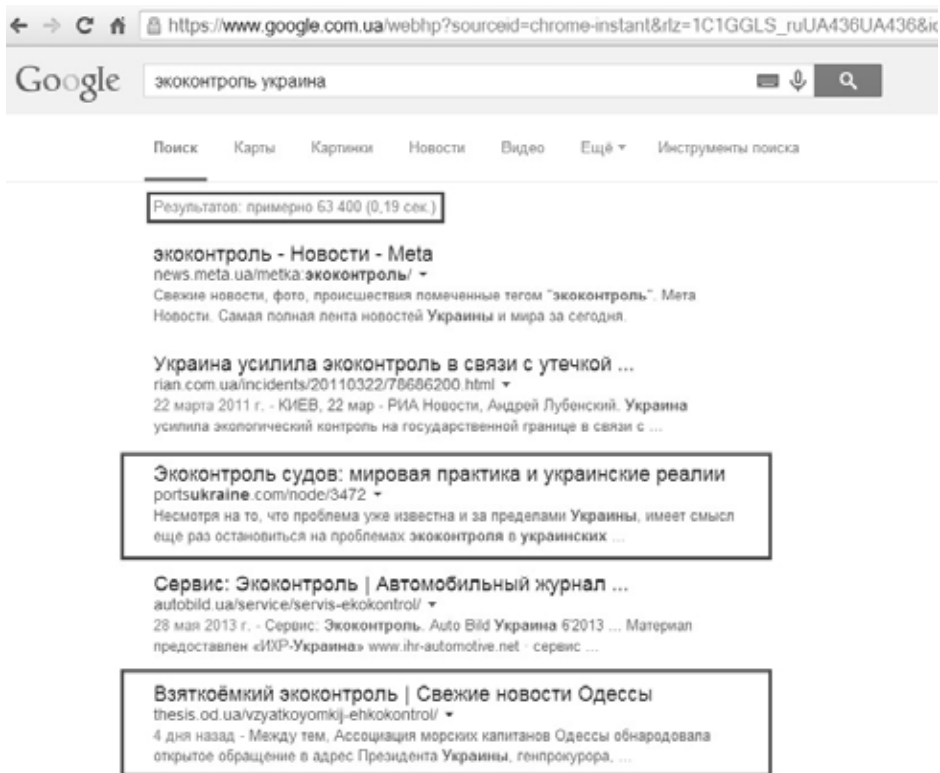 https://www.google.com.ua/webhp?sourceid=chrome-instant&rlz=1C1GGLS_ruUA436UA436&ic
Google экоконтроль украина
Поиск Карты Картинки Новости Видео Ещё Инструменты поиска
Результатов: примерно 63 400 (0,19 сек.)
экоконтроль - Новости - Meta
news.meta.ua/metka:экоконтроль/
Свежие новости, фото, происшествия помеченные тегом "экоконтроль". Мета
Новости. Самая полная лента новостей Украины и мира за сегодня.
Украина усилила экоконтроль в связи с утечкой ...
rian.com.ua/incidents/20110322/78686200.html
22 марта 2011 г. - КИЕВ, 22 мар - РИА Новости, Андрей Лубенский. Украина
усилила экологический контроль на государственной границе в связи с ...
Экоконтроль судов: мировая практика и украинские реалии
portsukraine.com/node/3472
Несмотря на то, что проблема уже известна и за пределами Украины, имеет смысл
еще раз остановиться на проблемах экоконтроля в украинских ...
Сервис: Экоконтроль | Автомобильный журнал ...
autobild.ua/service/servis-ekokontrol/
28 мая 2013 г. - Сервис: Экоконтроль. Auto Bild Украина 6'2013 ... Материал
предоставлен «ИХР-Украина» www.ihr-automotive.net · сервис ...
Взяткоёмкий экоконтроль | Свежие новости Одессы
thesis.od.ua/vzyatkoyomkij-ehkokontrol/
4 дня назад - Между тем, Ассоциация морских капитанов Одессы обнародовала
открытое обращение в адрес Президента Украины, генпрокурора, ...